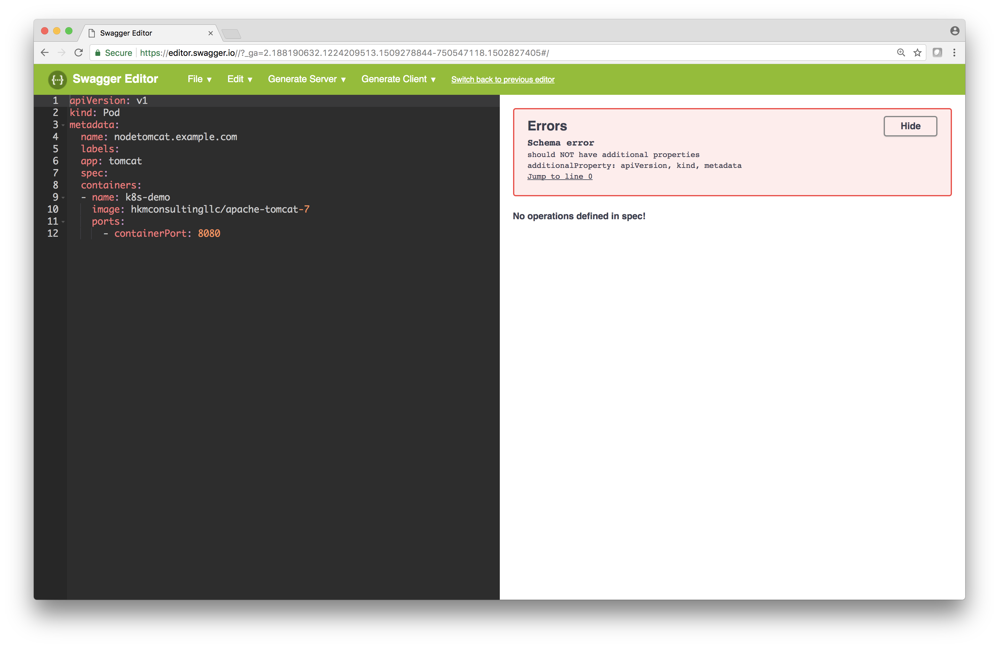 Swagger Editor
Secure https://editor.swagger.io//?_ga=2.188190632.1224209513.1509278844-750547118.1502827405#/
{...} Swagger Editor File ▼ Edit ▼ Generate Server ▼ Generate Client ▼ Switch back to previous editor
1 apiVersion: v1
2 kind: Pod
3 metadata:
4   name: nodetomcat.example.com
5   labels:
6   app: tomcat
7   spec:
8   containers:
9   - name: k8s-demo
10     image: hkmconsultingllc/apache-tomcat-7
11     ports:
12       - containerPort: 8080
Errors
Hide
Schema error
should NOT have additional properties
additionalProperty: apiVersion, kind, metadata
Jump to line 0
No operations defined in spec!